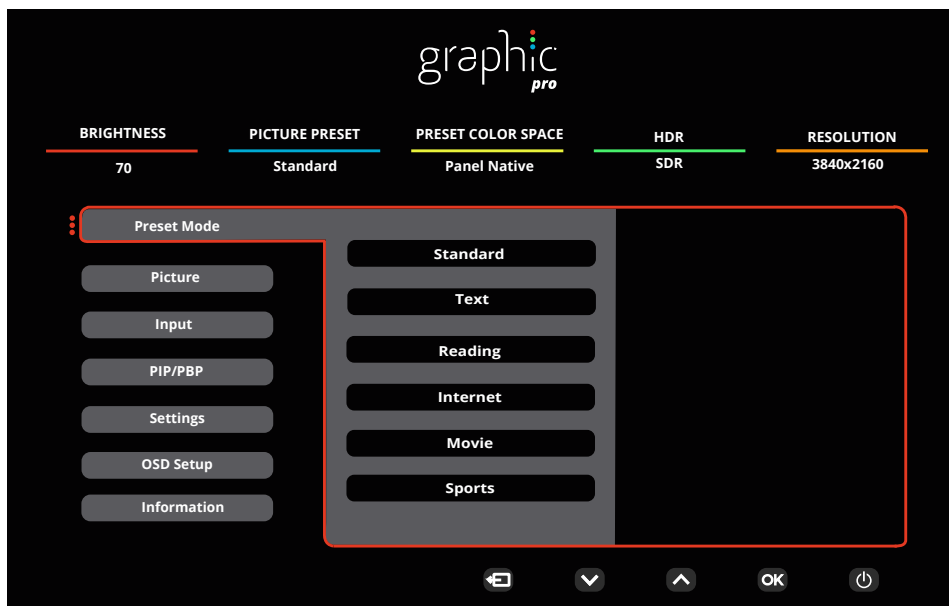 graphic
pro
BRIGHTNESS PICTURE PRESET PRESET COLOR SPACE HDR RESOLUTION
70 Standard Panel Native SDR 3840x2160
Preset Mode
Standard
Picture
Text
Input
Reading
PIP/PBP
Internet
Settings
Movie
OSD Setup
Sports
Information
OK